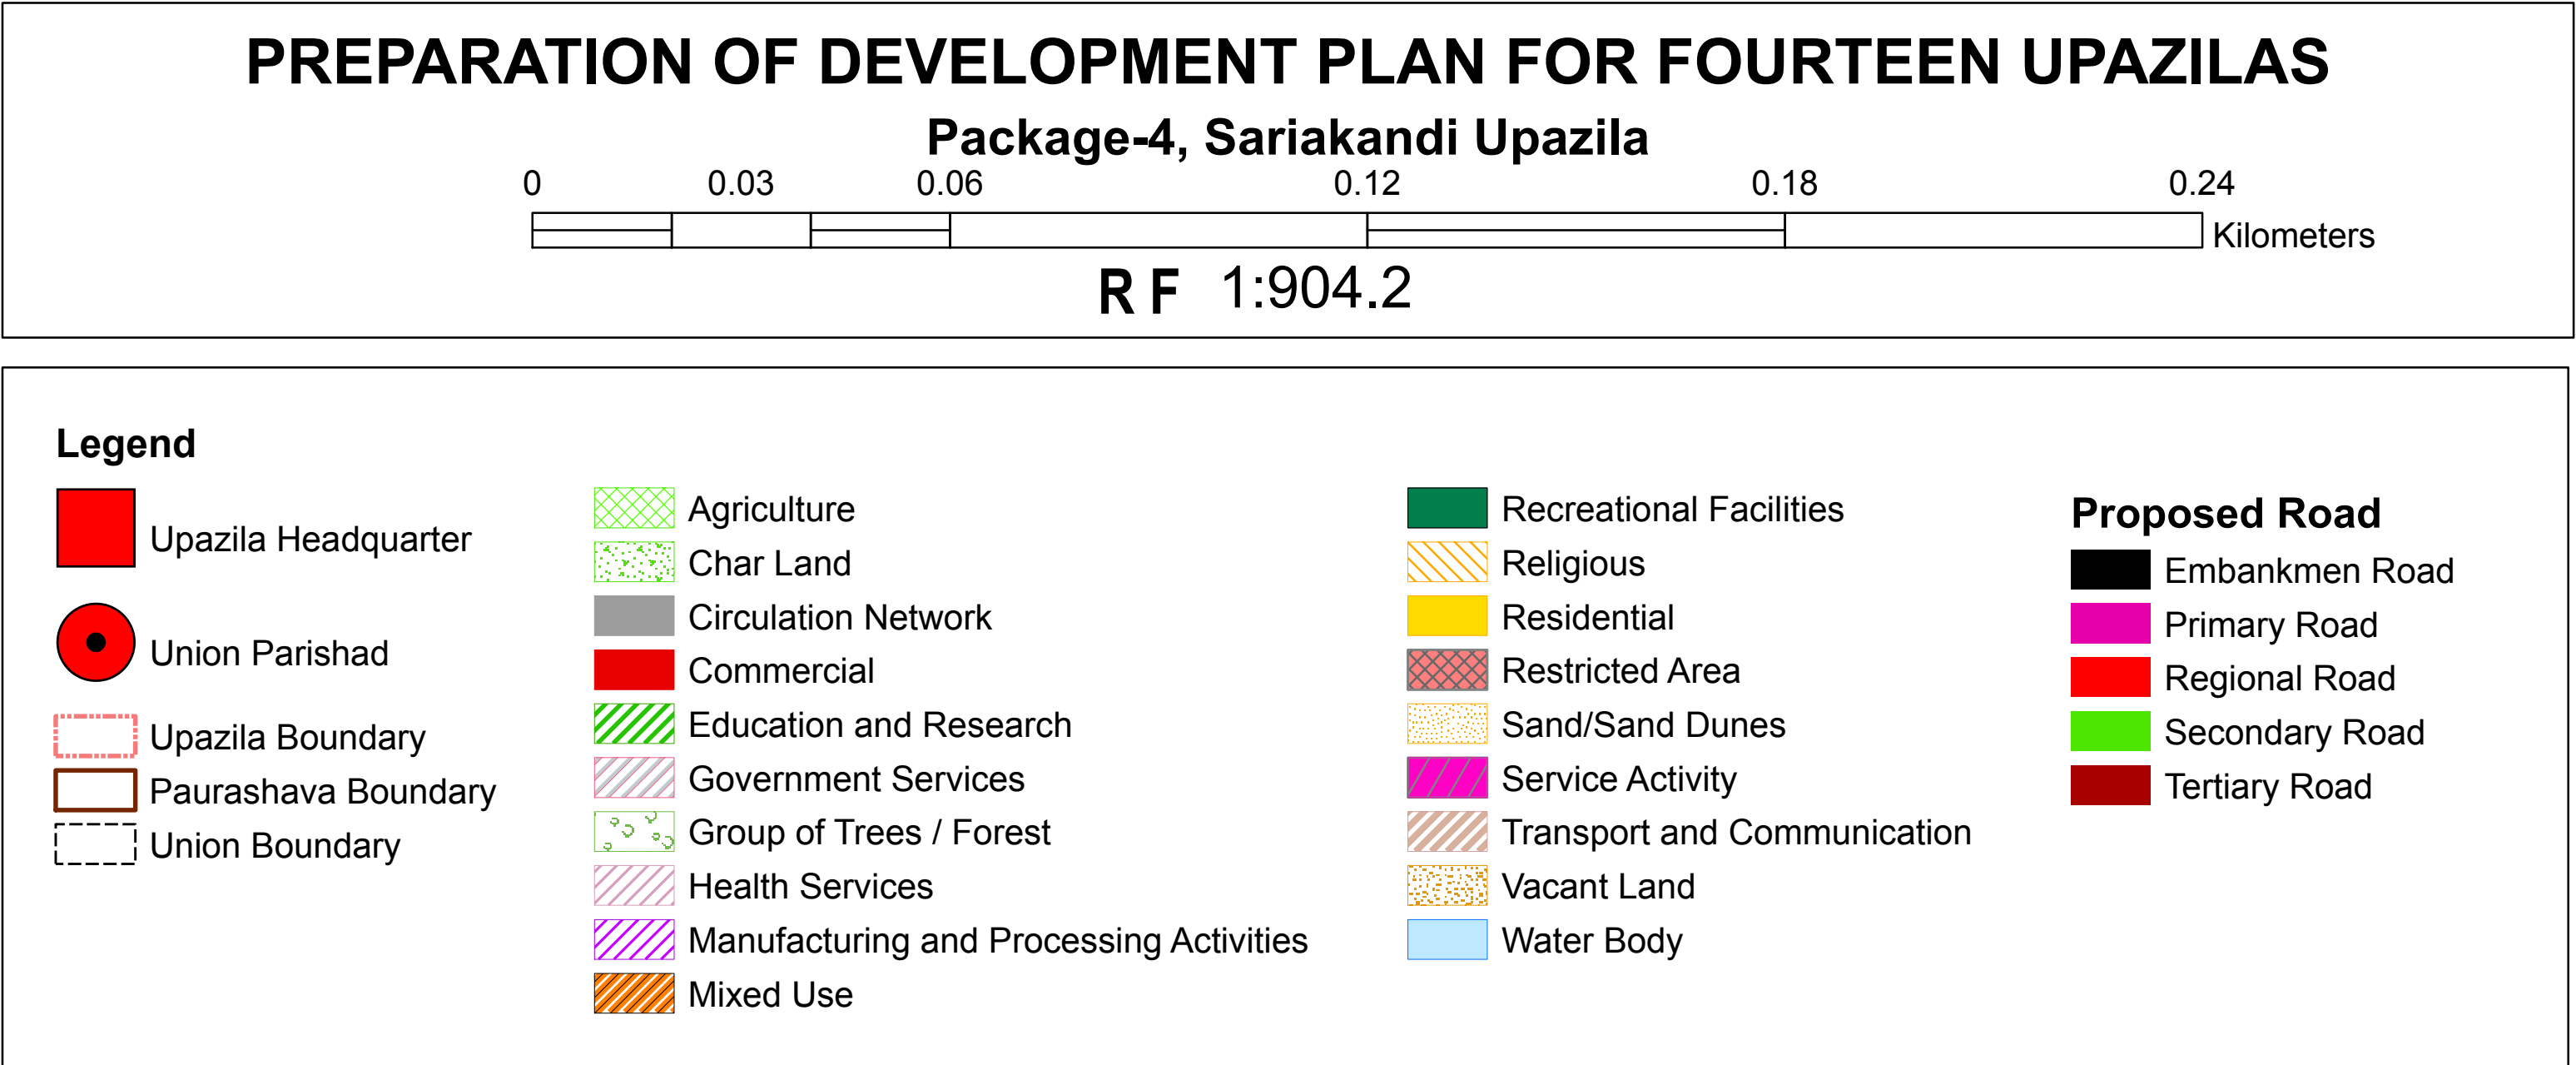 PREPARATION OF DEVELOPMENT PLAN FOR FOURTEEN UPAZILAS
Package-4, Sariakandi Upazila
0 0.03 0.06 0.12 0.18 0.24
Kilometers
R F 1:904.2
Legend
Upazila Headquarter
Union Parishad
Upazila Boundary
Paurashava Boundary
Union Boundary
Agriculture
Char Land
Circulation Network
Commercial
Education and Research
Government Services
Group of Trees / Forest
Health Services
Manufacturing and Processing Activities
Mixed Use
Recreational Facilities
Religious
Residential
Restricted Area
Sand/Sand Dunes
Service Activity
Transport and Communication
Vacant Land
Water Body
Proposed Road
Embankmen Road
Primary Road
Regional Road
Secondary Road
Tertiary Road